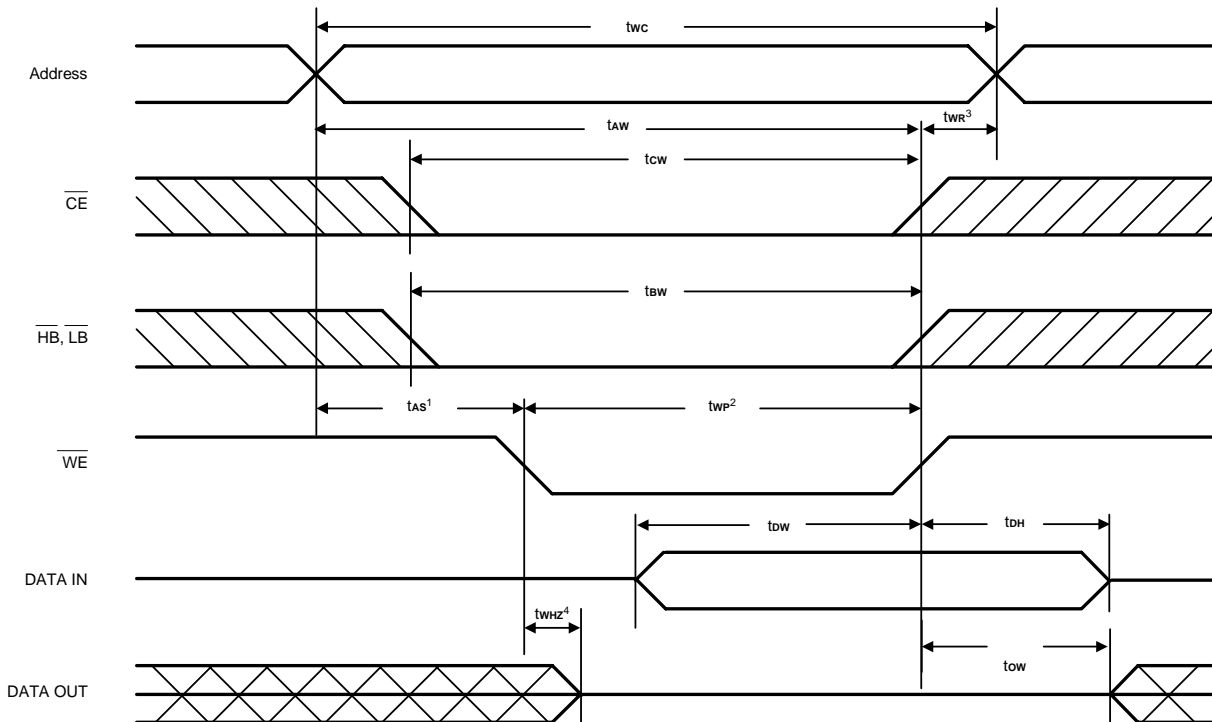 tWC
Address
tAW
tWR3
tCW
CE
tBW
HB, LB
tAS1
tWP2
WE
tDW
tDH
DATA IN
tWHZ4
tOW
DATA OUT